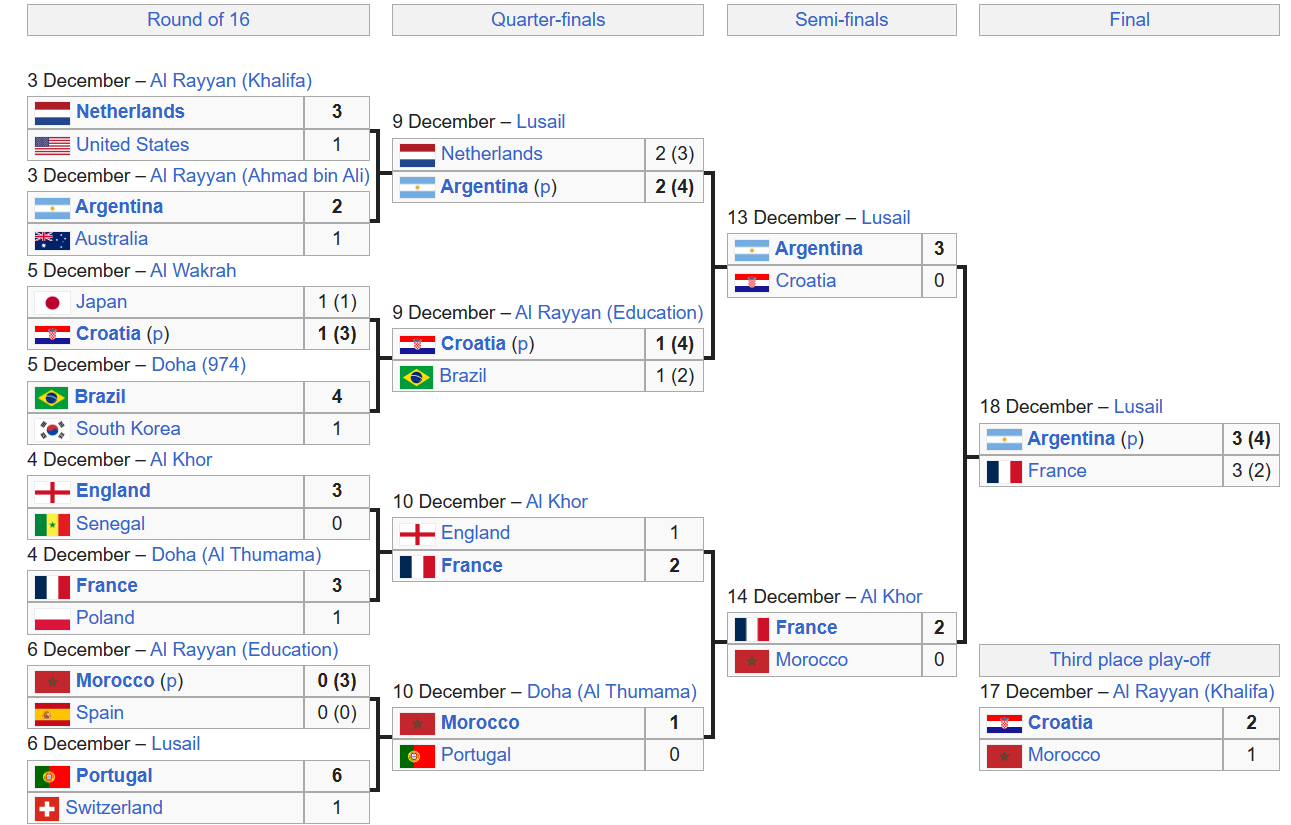 Round of 16
Quarter-finals
Semi-finals
Final
3 December – Al Rayyan (Khalifa)
Netherlands 3
United States 1
3 December – Al Rayyan (Ahmad bin Ali)
Argentina 2
Australia 1
5 December – Al Wakrah
Japan 1 (1)
Croatia (p) 1 (3)
5 December – Doha (974)
Brazil 4
South Korea 1
4 December – Al Khor
England 3
Senegal 0
4 December – Doha (Al Thumama)
France 3
Poland 1
6 December – Al Rayyan (Education)
Morocco (p) 0 (3)
Spain 0 (0)
6 December – Lusail
Portugal 6
Switzerland 1
9 December – Lusail
Netherlands 2 (3)
Argentina (p) 2 (4)
9 December – Al Rayyan (Education)
Croatia (p) 1 (4)
Brazil 1 (2)
10 December – Al Khor
England 1
France 2
10 December – Doha (Al Thumama)
Morocco 1
Portugal 0
13 December – Lusail
Argentina 3
Croatia 0
14 December – Al Khor
France 2
Morocco 0
18 December – Lusail
Argentina (p) 3 (4)
France 3 (2)
Third place play-off
17 December – Al Rayyan (Khalifa)
Croatia 2
Morocco 1